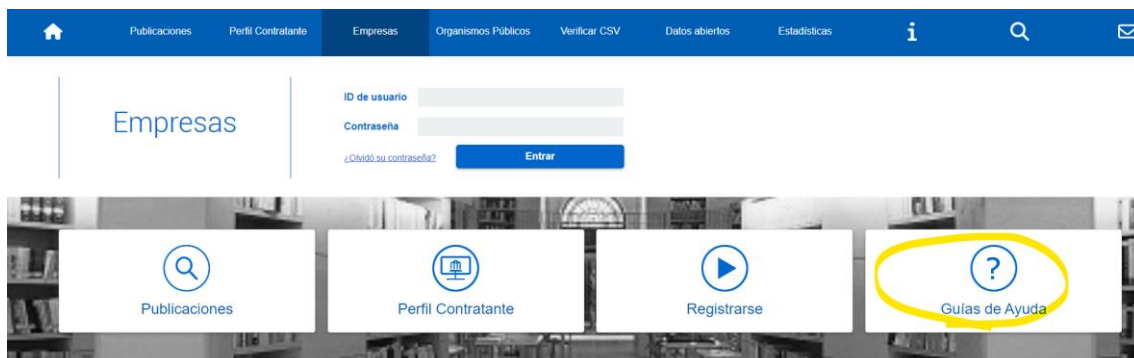 Publicaciones Perfil Contratante Empresas Organismos Públicos Verificar CSV Datos abiertos Estadísticas
Empresas
ID de usuario
Contraseña
¿Olvidó su contraseña? Entrar
Publicaciones Perfil Contratante Registrarse Guías de Ayuda